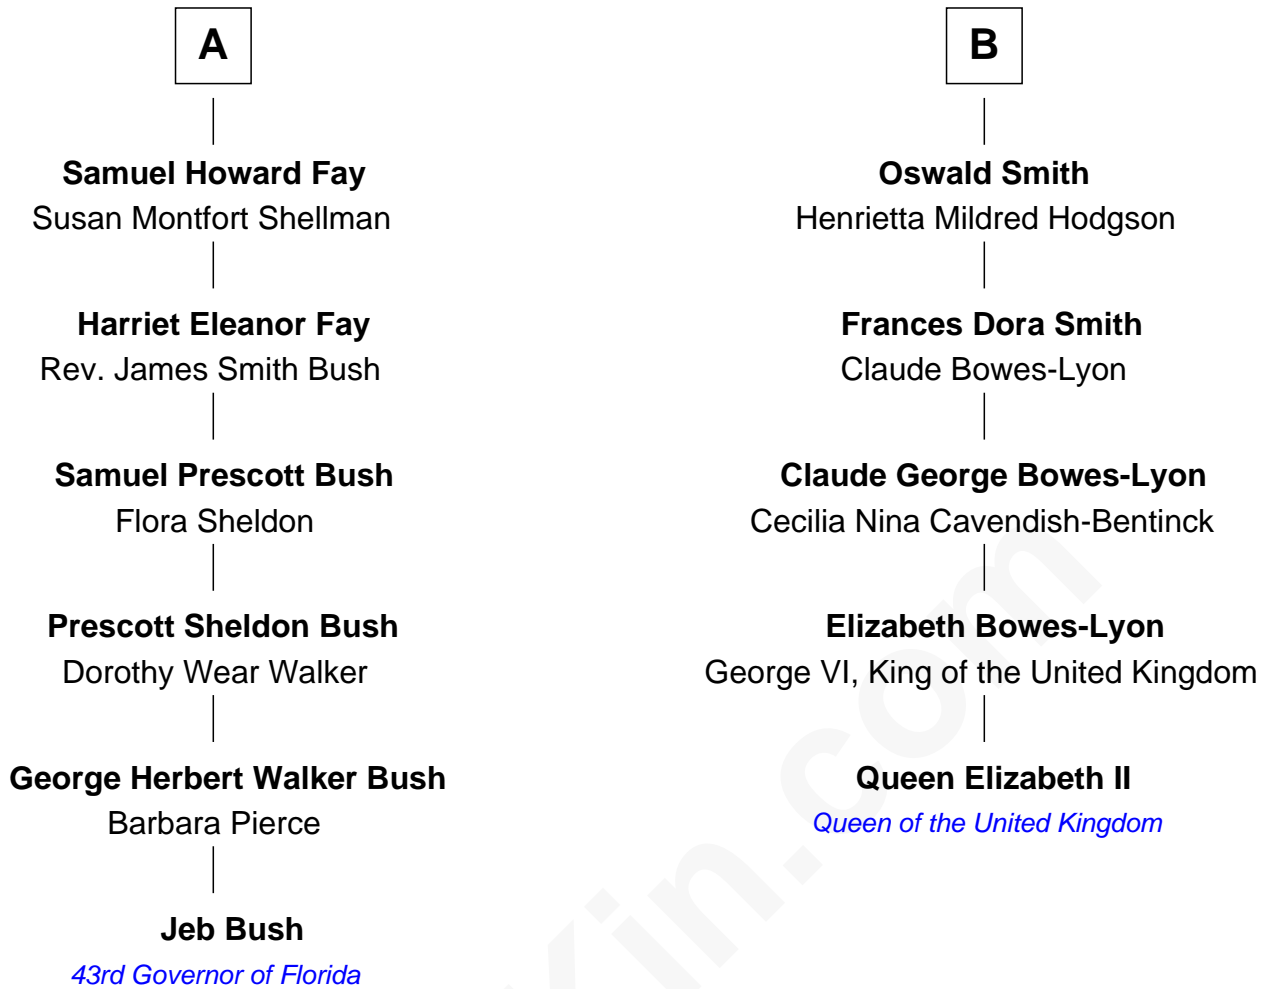 A
Samuel Howard Fay
Susan Montfort Shellman
Harriet Eleanor Fay
Rev. James Smith Bush
Samuel Prescott Bush
Flora Sheldon
Prescott Sheldon Bush
Dorothy Wear Walker
George Herbert Walker Bush
Barbara Pierce
Jeb Bush
43rd Governor of Florida
B
Oswald Smith
Henrietta Mildred Hodgson
Frances Dora Smith
Claude Bowes-Lyon
Claude George Bowes-Lyon
Cecilia Nina Cavendish-Bentinck
Elizabeth Bowes-Lyon
George VI, King of the United Kingdom
Queen Elizabeth II
Queen of the United Kingdom